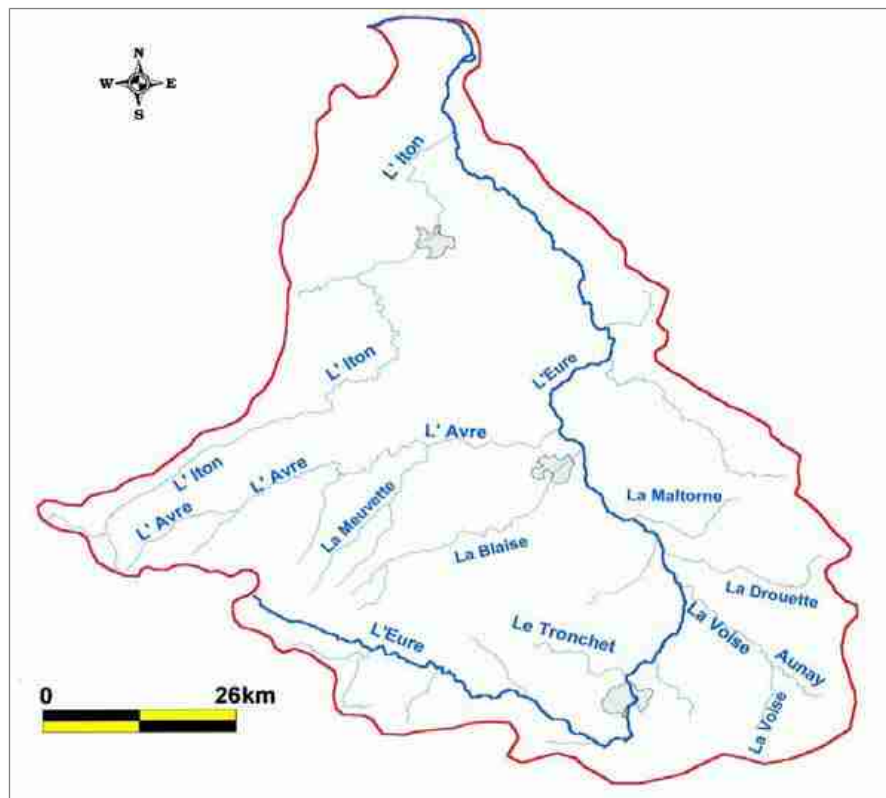 N
W E
S
L' Iton
L' Iton
L'Eure
L' Avre
L' Iton
L' Avre
L' Avre
La Meuvette
La Maltorne
La Blaise
La Drouette
La Voise
L'Eure
Le Tronchet
Aunay
La Voise
0 26km